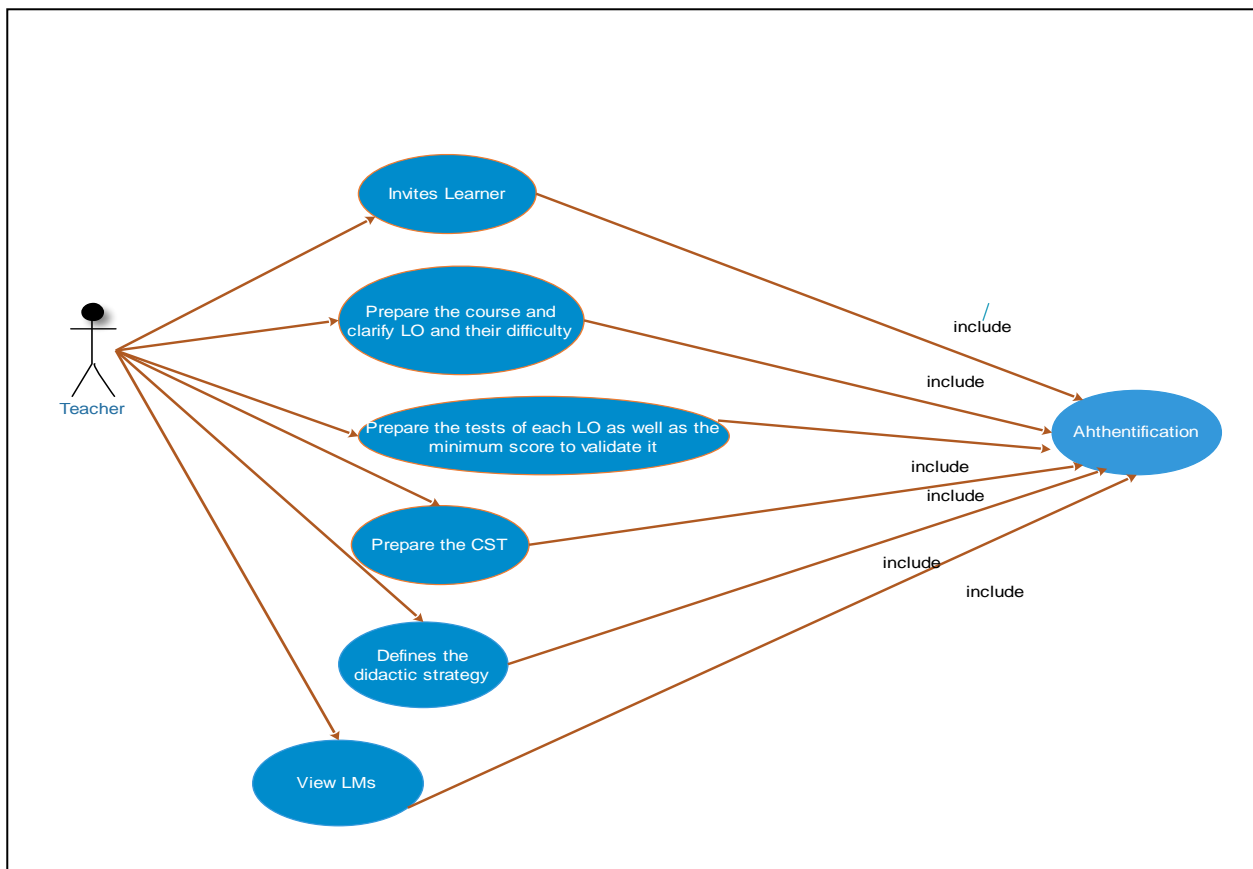 Invites Learner
Prepare the course and
clarify LO and their difficulty
include
include
Teacher
Prepare the tests of each LO as well as the
minimum score to validate it
Ahthentification
include
include
Prepare the CST
include
include
Defines the
didactic strategy
View LMs